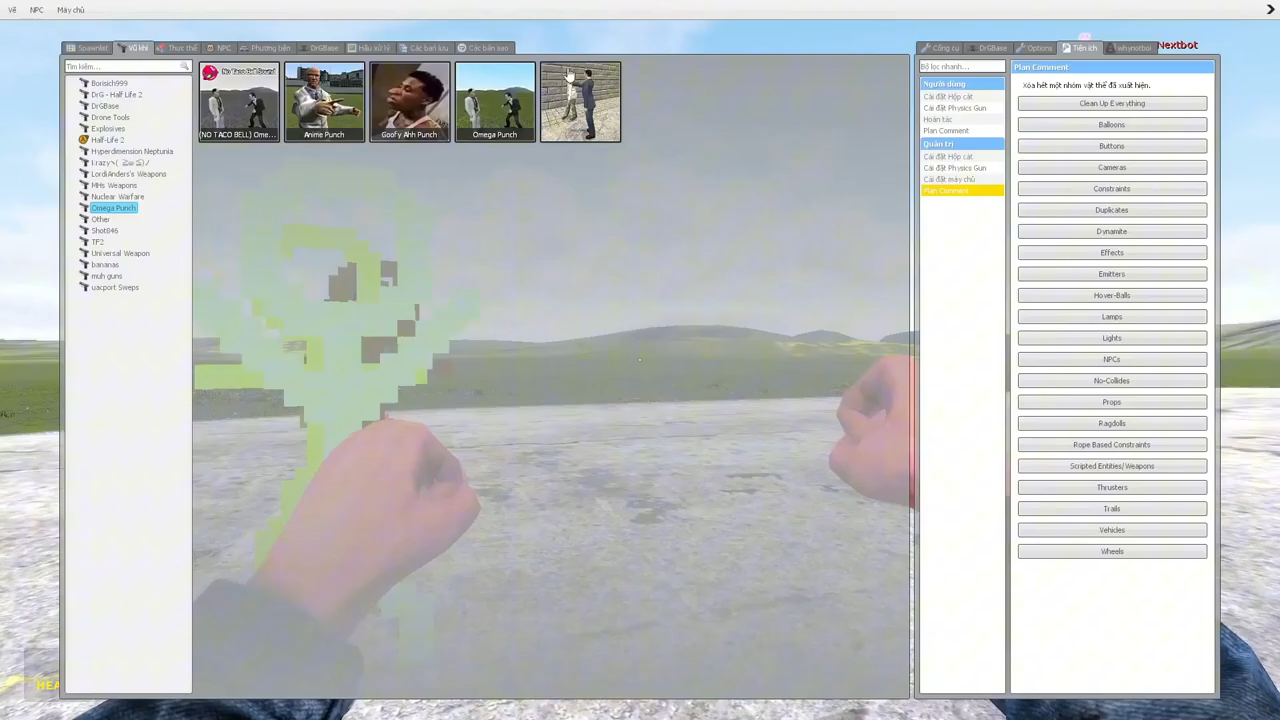 Vẽ NPC Máy chủ
Nextbot
Spawnlist Vũ khí Thực thể NPC Phương tiện DrGBase Hậu xử lý Các bản lưu Các bản sao
Công cụ DrGBase Options Tiện ích whynotboi
Tìm kiếm...
Borisich999
DrG - Half Life 2
DrGBase
Drone Tools
Explosives
Half-Life 2
Hyperdimension Neptunia
LordiAnders's Weapons
MHs Weapons
Nuclear Warfare
Omega Punch
Other
Shot846
TF2
Universal Weapon
bananas
muh guns
uacport Sweps
No Taco Bell Sound
(NO TACO BELL) Ome...
Anime Punch
Goofy Ahh Punch
Omega Punch
Bộ lọc nhanh...
Người dùng
Cài đặt Hộp cát
Cài đặt Physics Gun
Hoàn tác
Plan Comment
Quản trị
Cài đặt Hộp cát
Cài đặt Physics Gun
Cài đặt máy chủ
Plan Comment
Plan Comment
Xóa hết một nhóm vật thể đã xuất hiện.
Clean Up Everything
Balloons
Buttons
Cameras
Constraints
Duplicates
Dynamite
Effects
Emitters
Hover-Balls
Lamps
Lights
NPCs
No-Collides
Props
Ragdolls
Rope Based Constraints
Scripted Entities/Weapons
Thrusters
Trails
Vehicles
Wheels